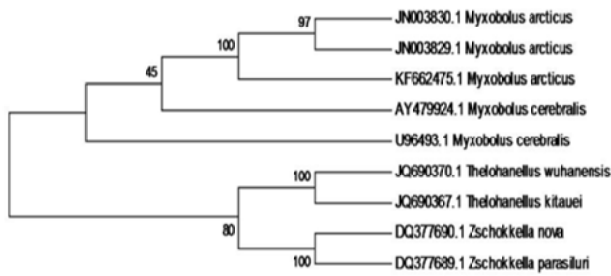 97 JN003830.1 Myxobolus arcticus
JN003829.1 Myxobolus arcticus
100
KF662475.1 Myxobolus arcticus
45
AY479924.1 Myxobolus cerebralis
U96493.1 Myxobolus cerebralis
100 JQ690370.1 Thelohanellus wuhanensis
JQ690367.1 Thelohanellus kitauei
80
DQ377690.1 Zschokkella nova
100 DQ377689.1 Zschokkella parasiluri